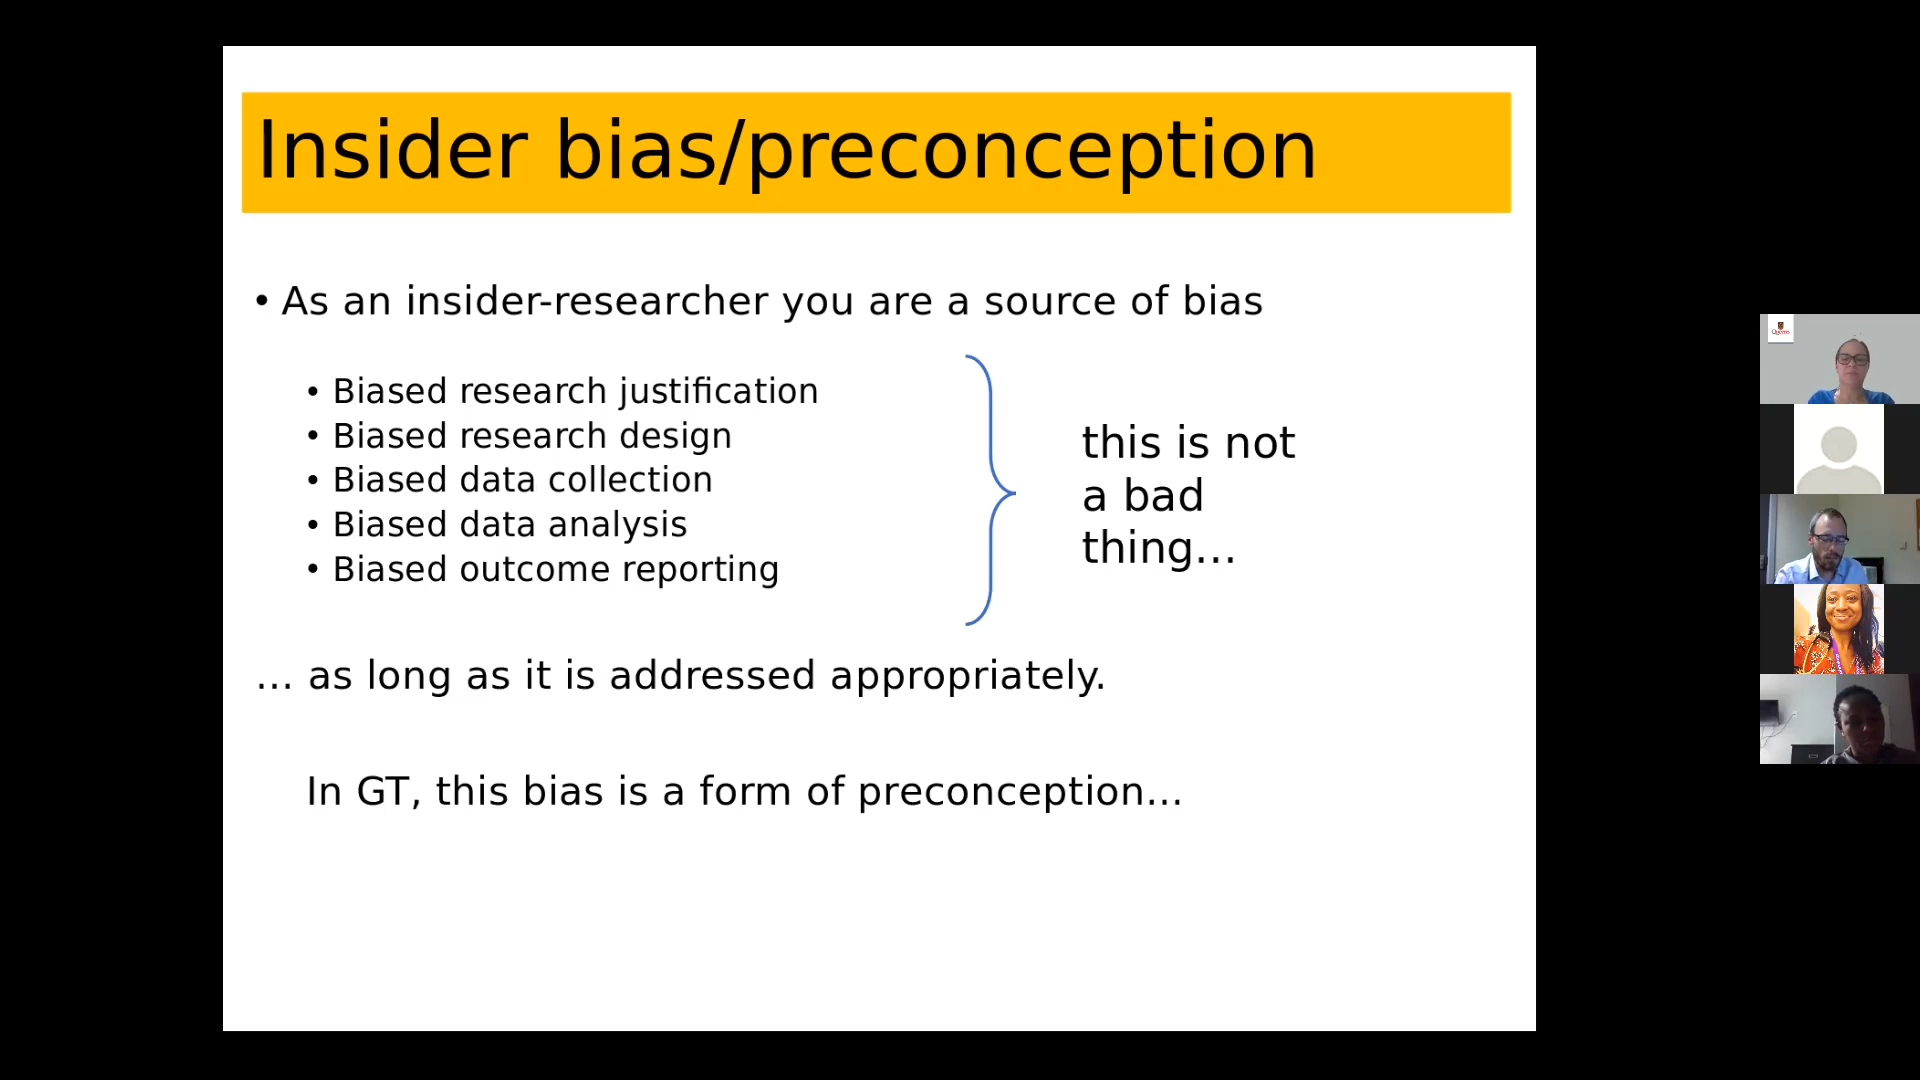 Insider bias/preconception
• As an insider-researcher you are a source of bias
• Biased research justification
• Biased research design
• Biased data collection
• Biased data analysis
• Biased outcome reporting
this is not
a bad
thing...
... as long as it is addressed appropriately.
In GT, this bias is a form of preconception...
Queen's